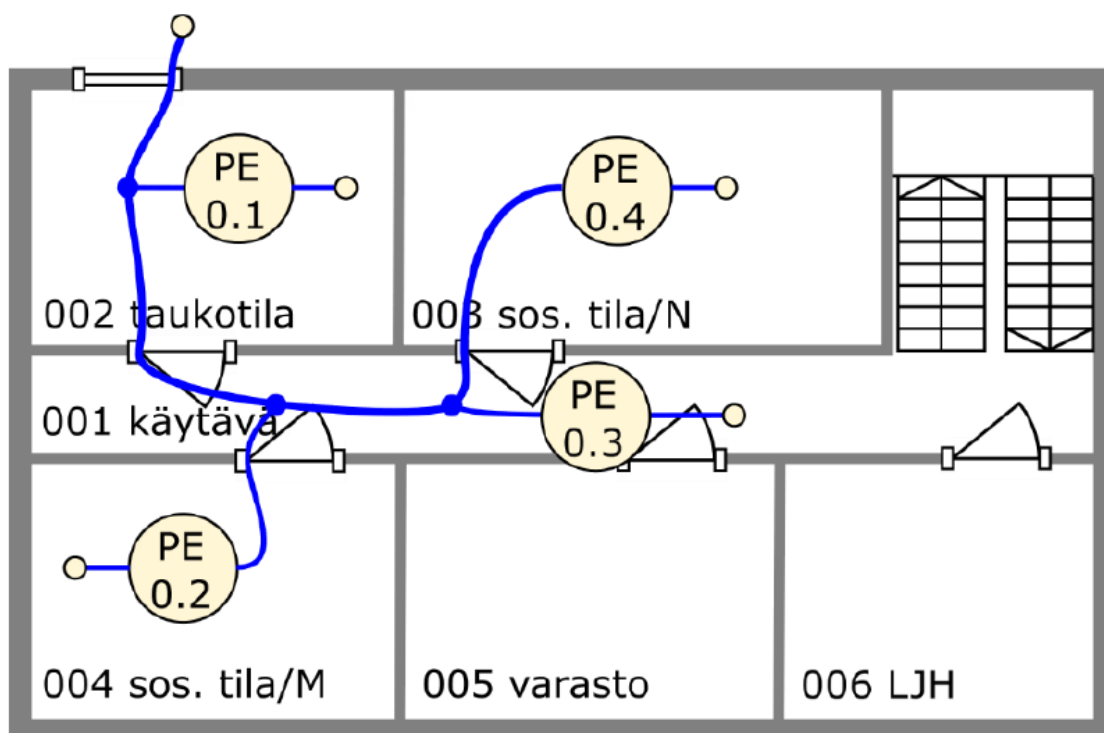 PE
0.1
PE
0.4
002 taukotila
003 sos. tila/N
001 käytävä
PE
0.3
PE
0.2
004 sos. tila/M
005 varasto
006 LJH